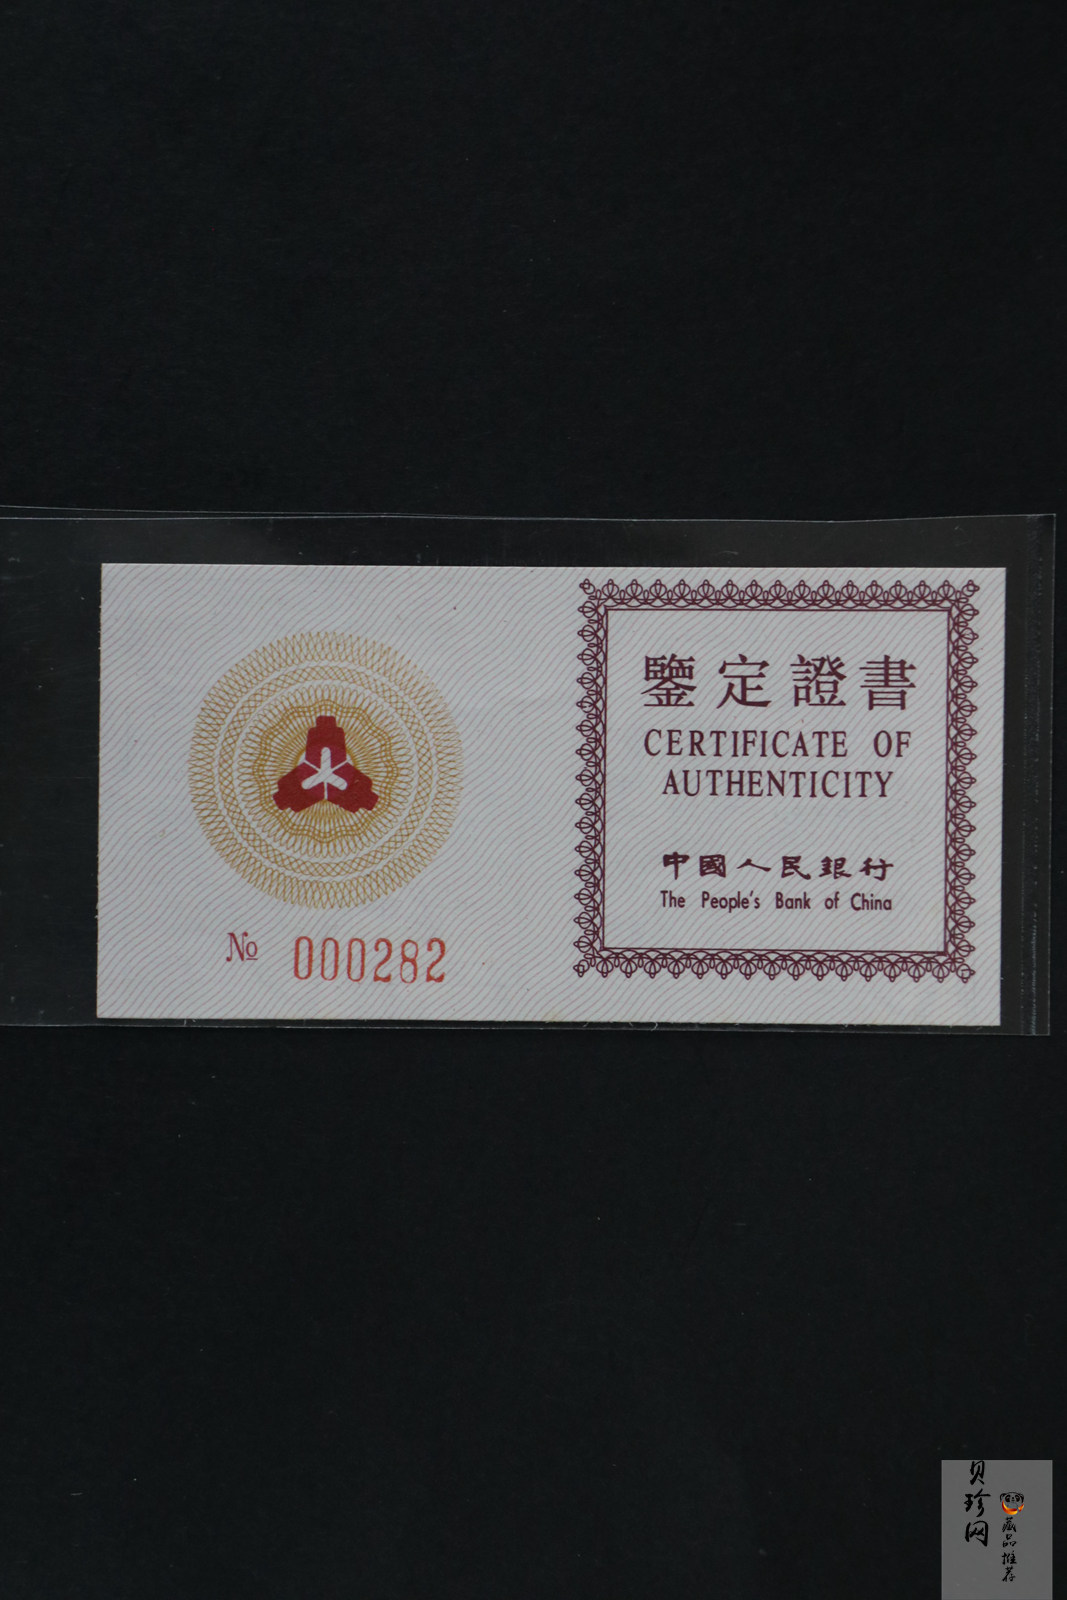 鑒定證書
CERTIFICATE OF
AUTHENTICITY
中國人民銀行
The People's Bank of China
№ 000282
贝珍网
藏品推荐